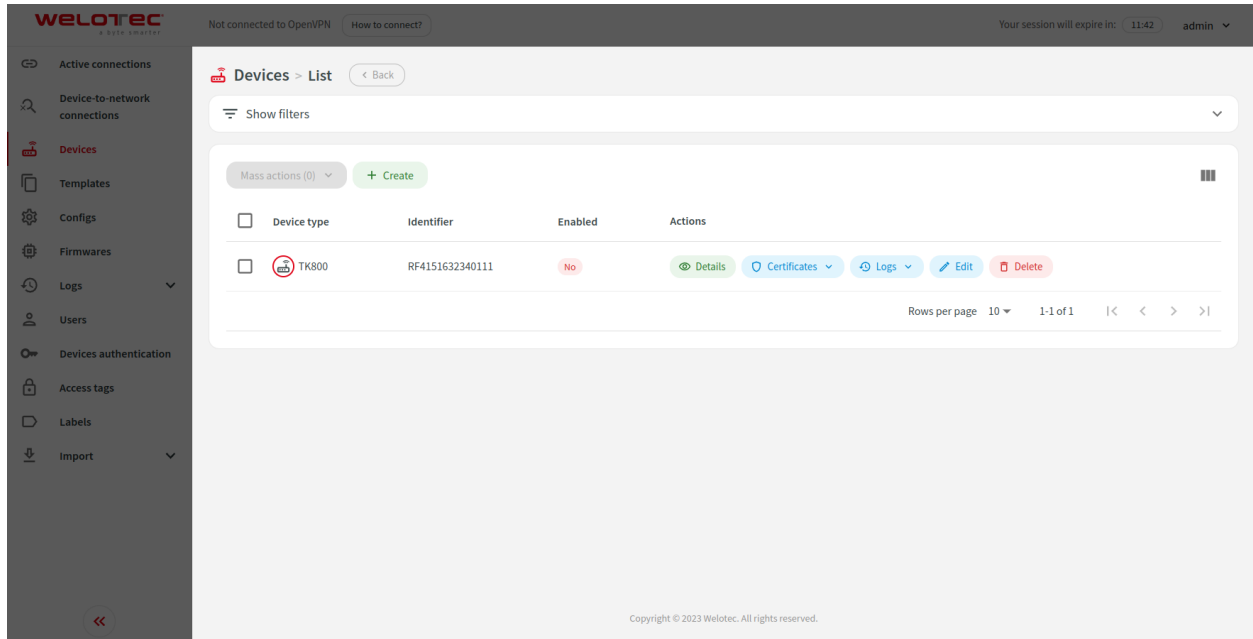 welotec
a byte smarter
Not connected to OpenVPN How to connect? Your session will expire in: 11:42 admin
Active connections
Device-to-network
connections
Devices
Templates
Configs
Firmwares
Logs
Users
Devices authentication
Access tags
Labels
Import
Devices > List Back
Show filters
Mass actions (0) + Create
Device type Identifier Enabled Actions
TK800 RF4151632340111 No Details Certificates Logs Edit Delete
Rows per page 10 1-1 of 1
Copyright © 2023 Welotec. All rights reserved.